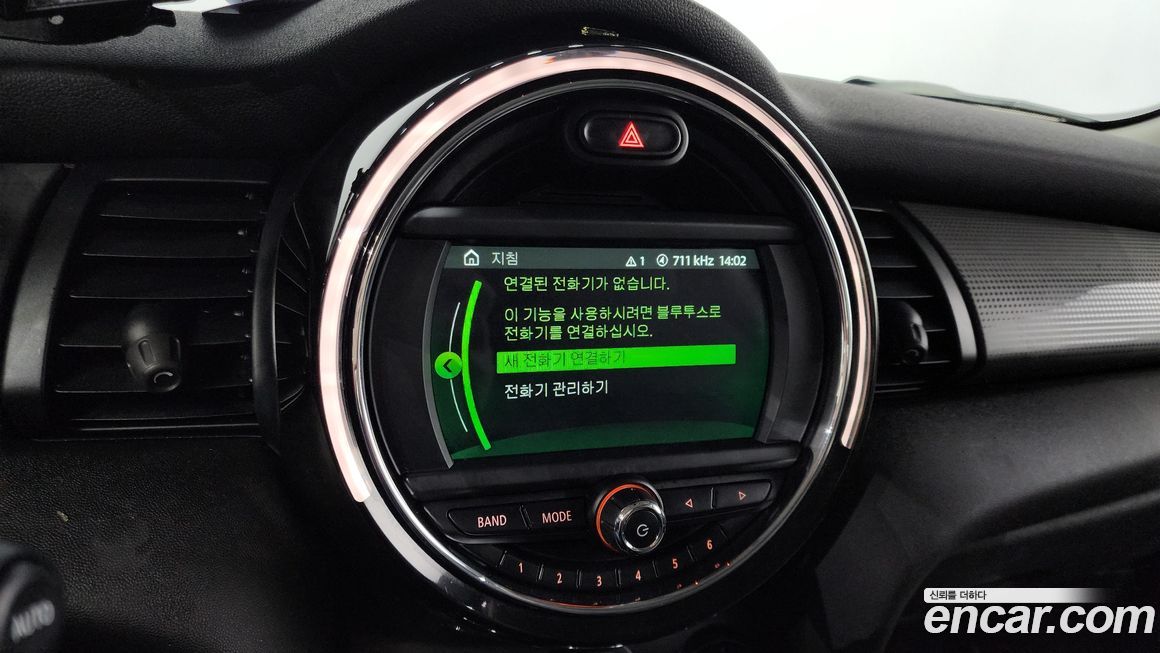 지침 1 711 kHz 14:02
연결된 전화기가 없습니다.
이 기능을 사용하시려면 블루투스로
전화기를 연결하십시오.
새 전화기 연결하기
전화기 관리하기
BAND MODE
1 2 3 4 5 6
AUTO
신뢰를 더하다
encar.com